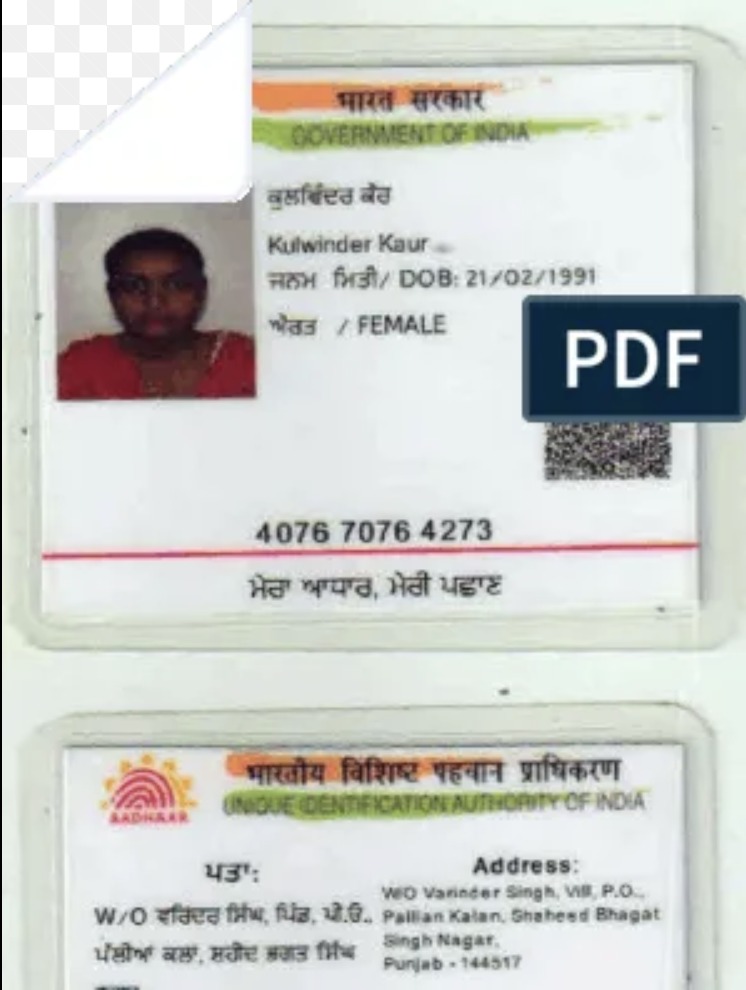 भारत सरकार
GOVERNMENT OF INDIA
ਕੁਲਵਿੰਦਰ ਕੌਰ
Kulwinder Kaur
ਜਨਮ ਮਿਤੀ/ DOB: 21/02/1991
ਔਰਤ / FEMALE
PDF
4076 7076 4273
ਮੇਰਾ ਆਧਾਰ, ਮੇਰੀ ਪਛਾਣ
भारतीय विशिष्ट पहचान प्राधिकरण
UNIQUE IDENTIFICATION AUTHORITY OF INDIA
AADHAAR
ਪਤਾ:
W/O ਵਰਿੰਦਰ ਸਿੰਘ, ਪਿੰਡ, ਪੀ.ਓ.,
ਪੱਲੀਆਂ ਕਲਾਂ, ਸ਼ਹੀਦ ਭਗਤ ਸਿੰਘ
Address:
W/O Varinder Singh, Vill, P.O.,
Pallian Kalan, Shaheed Bhagat
Singh Nagar,
Punjab - 144517